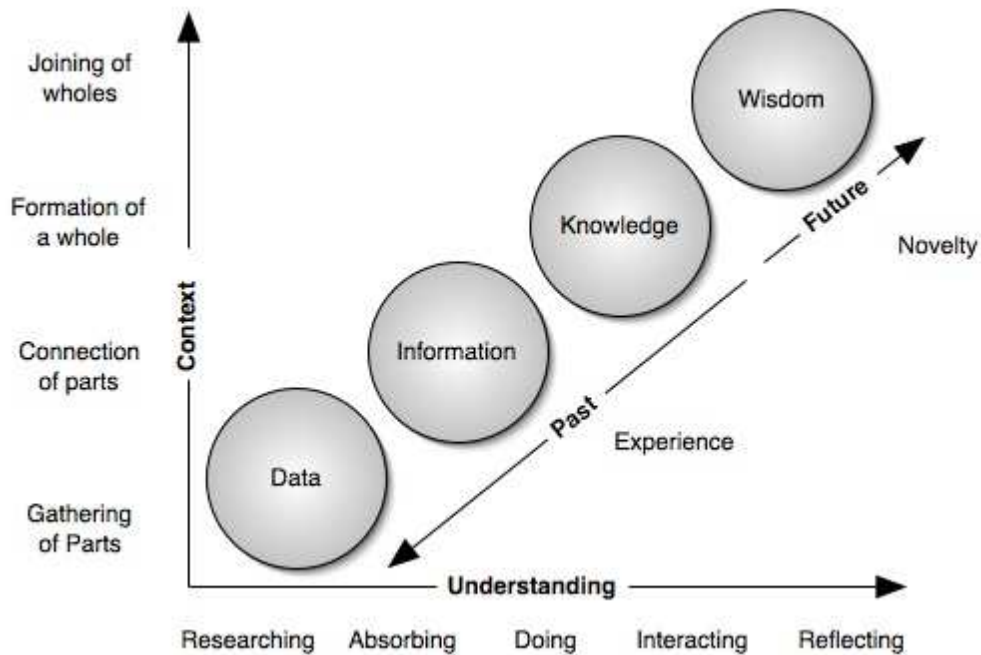 Joining of
wholes
Wisdom
Formation of
a whole
Knowledge
Future
Novelty
Context
Connection
of parts
Information
Past
Experience
Data
Gathering
of Parts
Understanding
Researching
Absorbing
Doing
Interacting
Reflecting